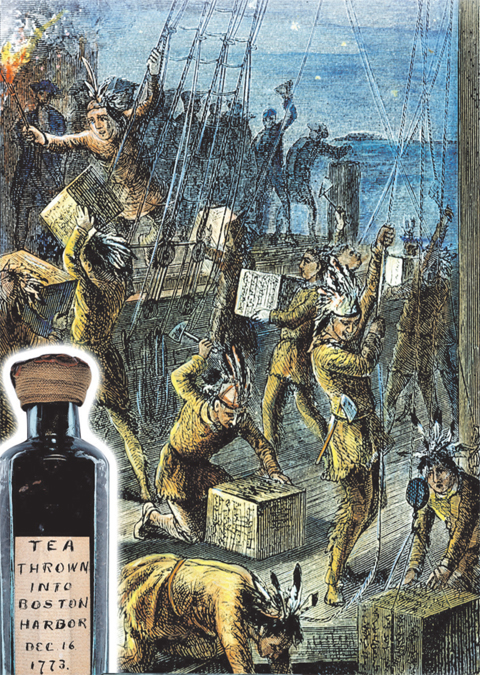 TEA
THROWN
INTO
BOSTON
HARBOR
DEC 16
1773.